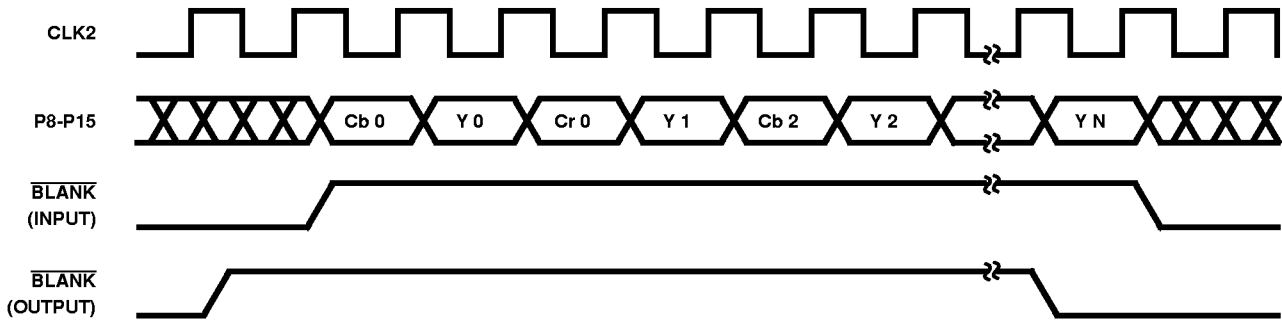 CLK2
P8-P15
Cb 0 Y 0 Cr 0 Y 1 Cb 2 Y 2 Y N
BLANK
(INPUT)
BLANK
(OUTPUT)